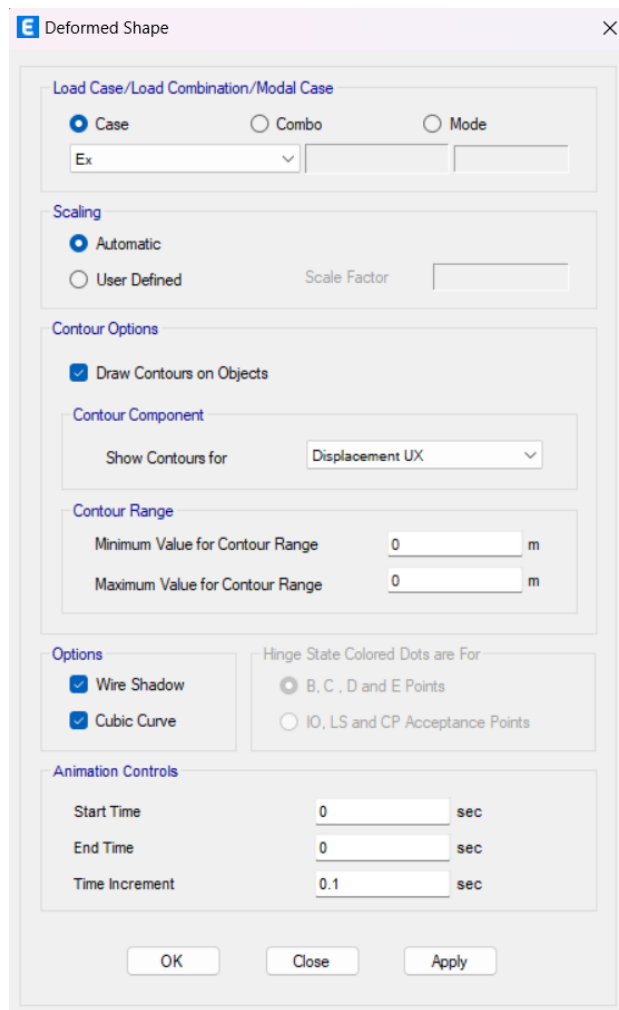 E Deformed Shape
Load Case/Load Combination/Modal Case
Case Combo Mode
Ex
Scaling
Automatic
User Defined Scale Factor
Contour Options
Draw Contours on Objects
Contour Component
Show Contours for Displacement UX
Contour Range
Minimum Value for Contour Range 0 m
Maximum Value for Contour Range 0 m
Options Hinge State Colored Dots are For
Wire Shadow B, C , D and E Points
Cubic Curve IO, LS and CP Acceptance Points
Animation Controls
Start Time 0 sec
End Time 0 sec
Time Increment 0.1 sec
OK Close Apply